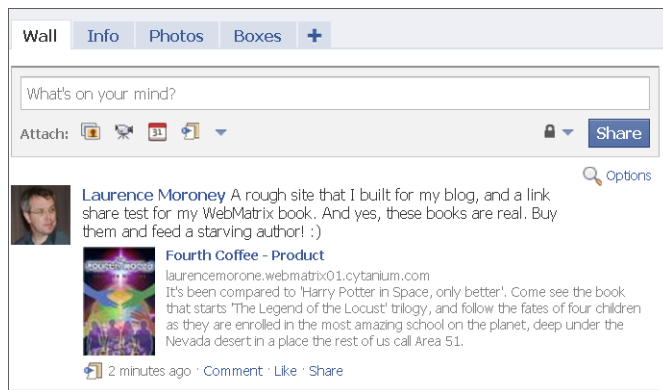 Wall Info Photos Boxes +
What's on your mind?
Attach: 31 Share
Options
Laurence Moroney A rough site that I built for my blog, and a link
share test for my WebMatrix book. And yes, these books are real. Buy
them and feed a starving author! :)
Fourth Coffee - Product
laurencemorone.webmatrix01.cytanium.com
It's been compared to 'Harry Potter in Space, only better'. Come see the book
that starts 'The Legend of the Locust' trilogy, and follow the fates of four children
as they are enrolled in the most amazing school on the planet, deep under the
Nevada desert in a place the rest of us call Area 51.
2 minutes ago · Comment · Like · Share